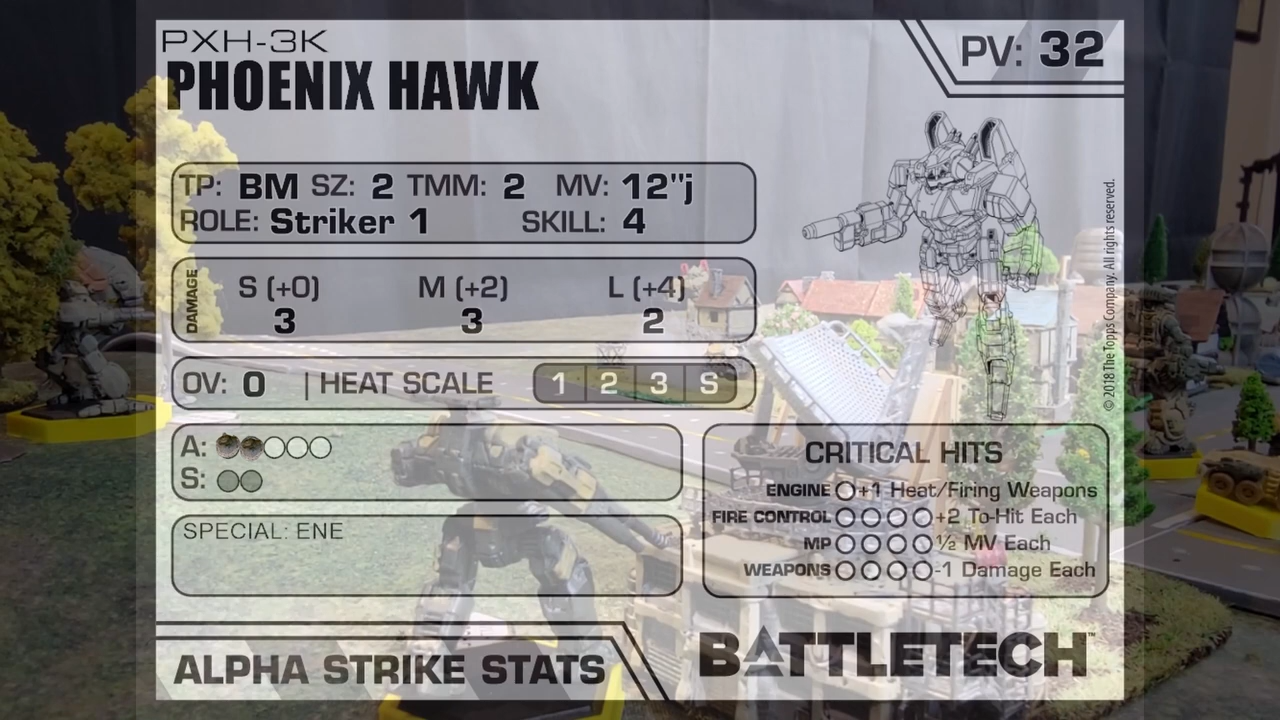 PXH-3K
PHOENIX HAWK
PV: 32
TP: BM SZ: 2 TMM: 2 MV: 12"j
ROLE: Striker 1 SKILL: 4
DAMAGE
S (+0) M (+2) L (+4)
3 3 2
OV: 0 | HEAT SCALE 1 2 3 S
A:
S:
SPECIAL: ENE
CRITICAL HITS
ENGINE +1 Heat/Firing Weapons
FIRE CONTROL +2 To-Hit Each
MP ½ MV Each
WEAPONS -1 Damage Each
© 2018 The Topps Company. All rights reserved.
ALPHA STRIKE STATS
BATTLETECH™